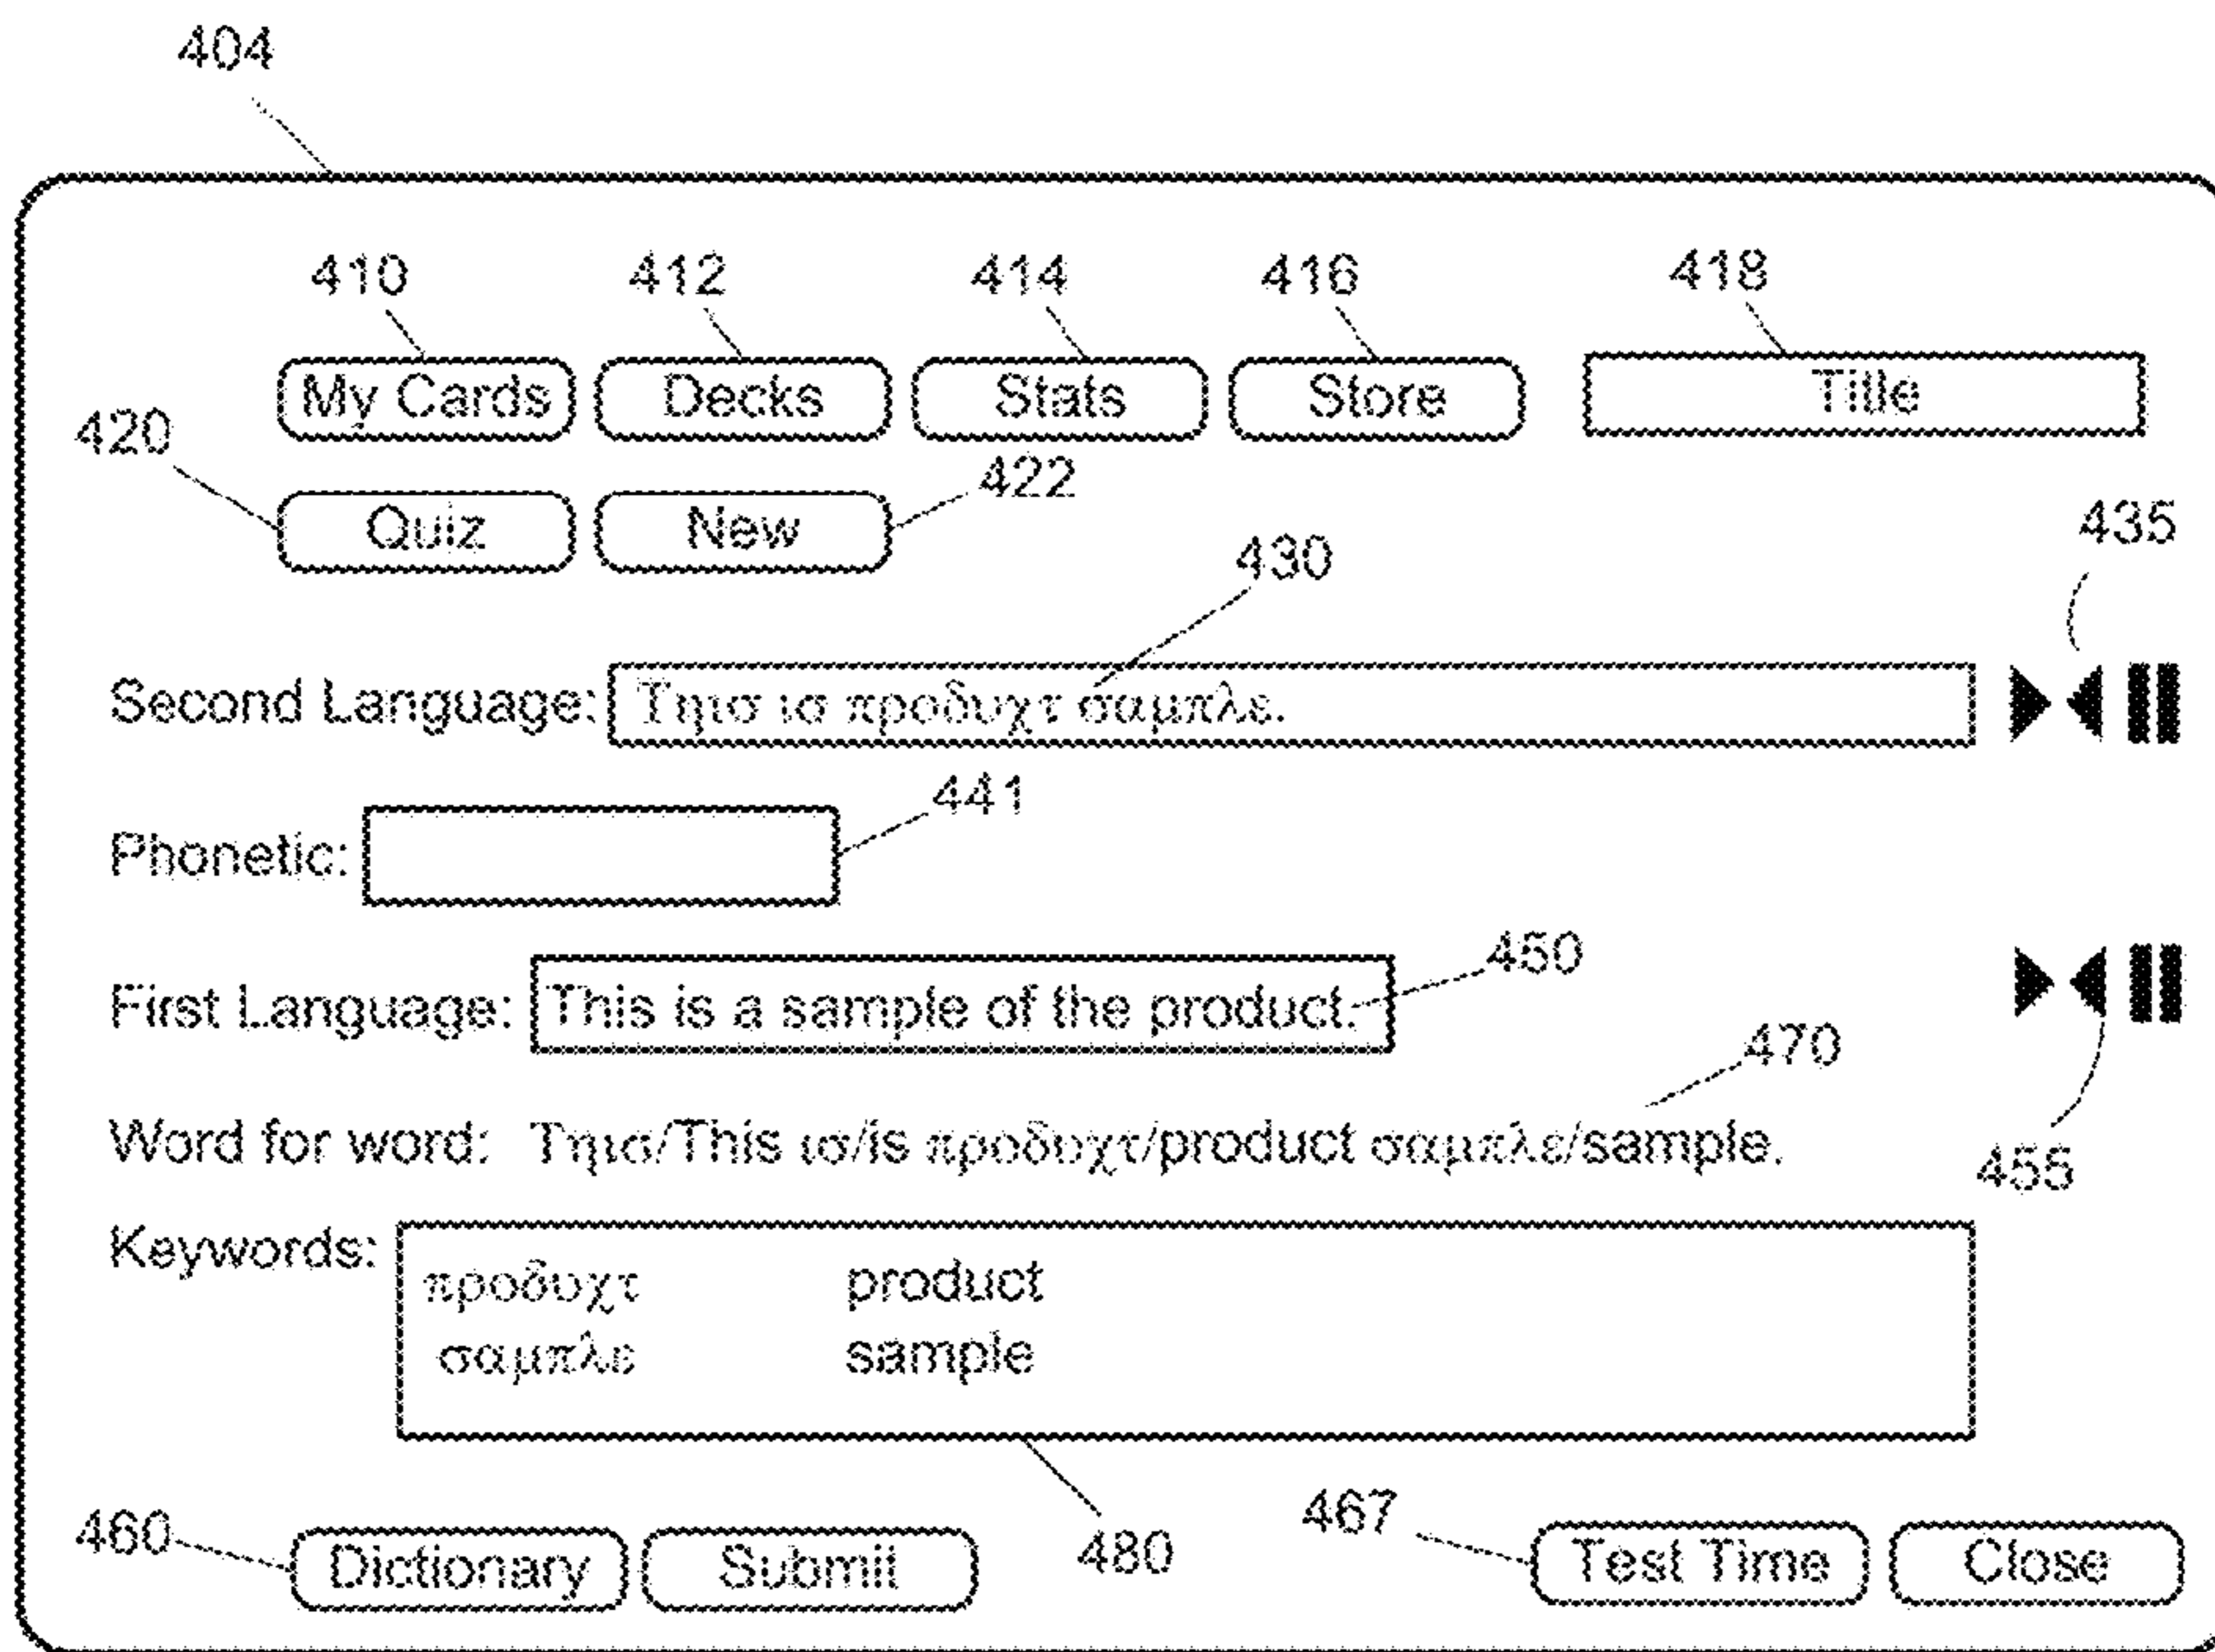 404
410 412 414 416 418
My Cards Decks Stats Store Title
420
422
Quiz New
430
435
Second Language: Τηισ ισ προδυχτ σαμπλε.
441
Phonetic:
450
First Language: This is a sample of the product.
470
Word for word: Τηισ/This ισ/is προδυχτ/product σαμπλε/sample.
455
Keywords:
προδυχτ product
σαμπλε sample
460 480 467
Dictionary Submit Test Time Close